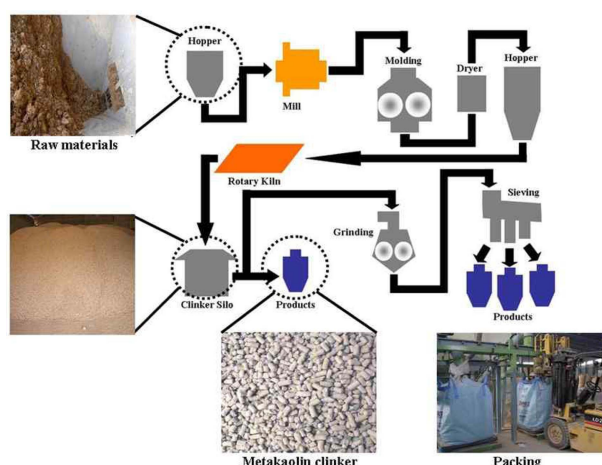 Hopper
Raw materials
Mill
Molding
Dryer
Hopper
Rotary Kiln
Clinker Silo
Products
Grinding
Sieving
Products
Metakaolin clinker
Packing